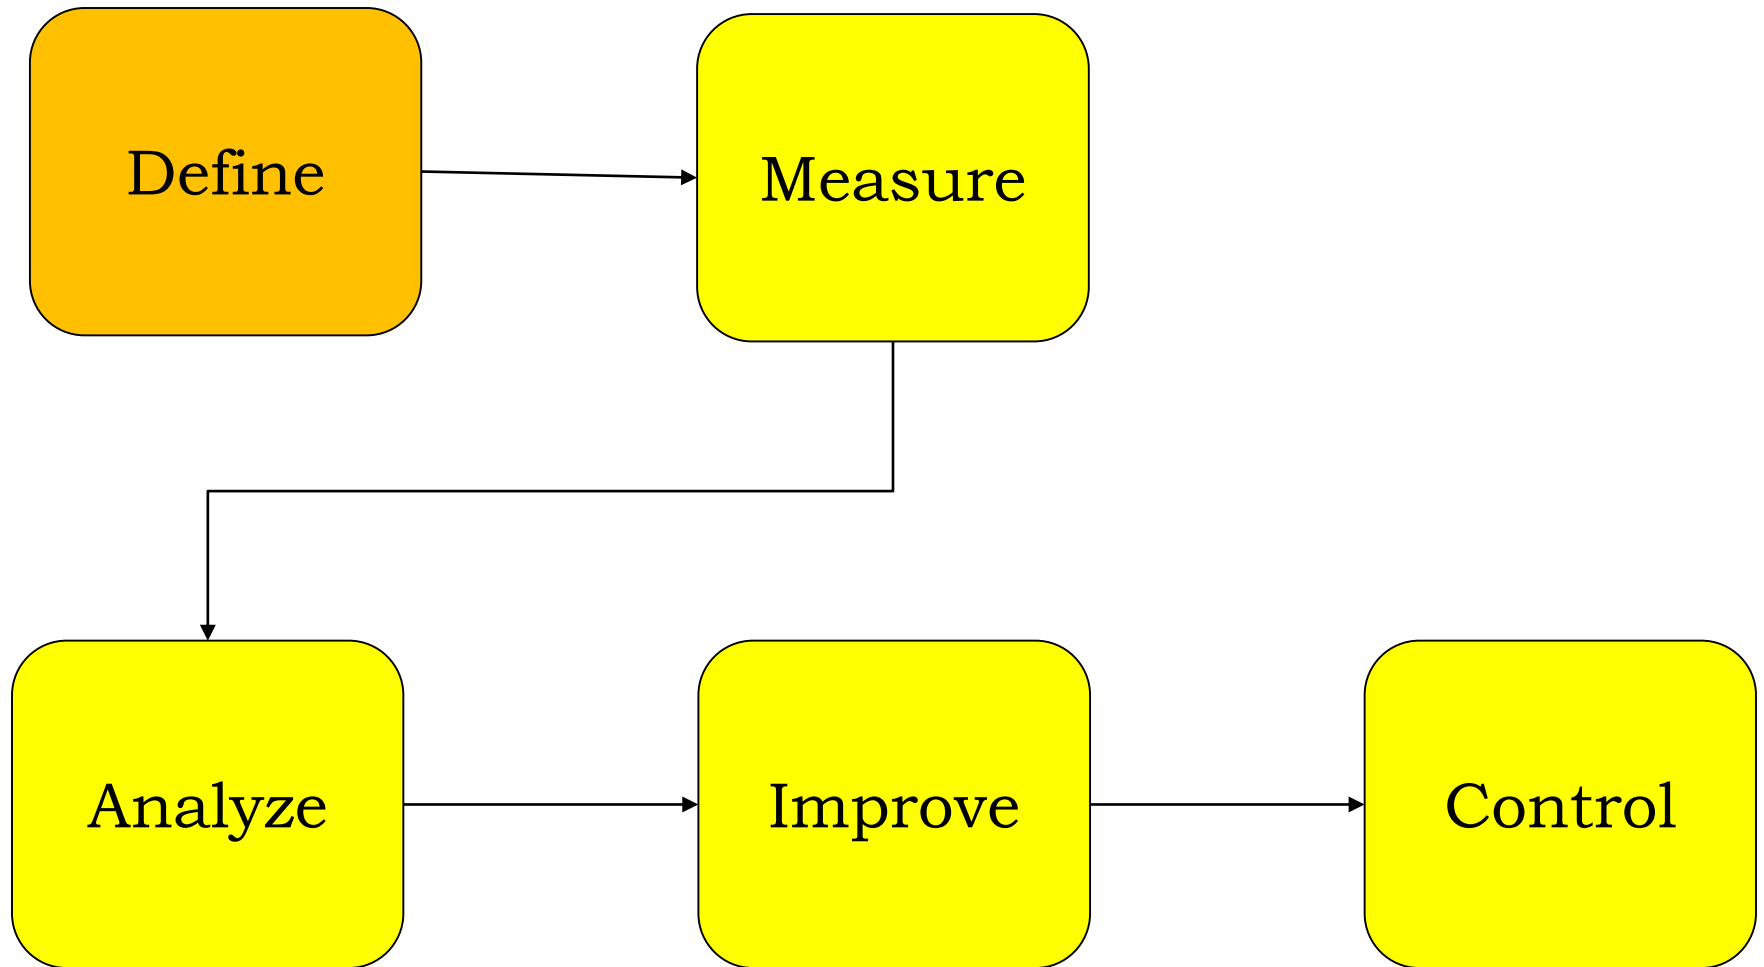 Define
Measure
Analyze
Improve
Control